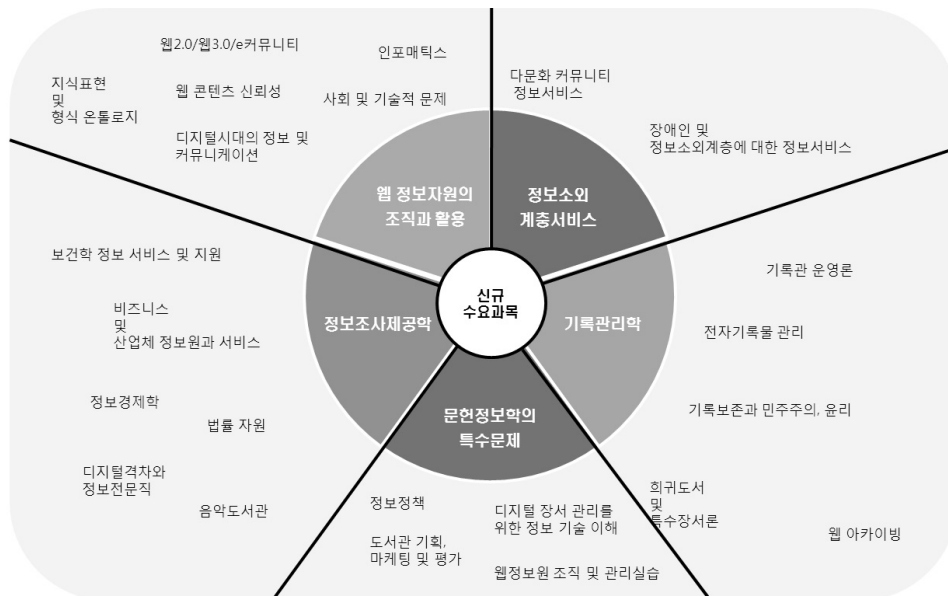 웹2.0/웹3.0/e커뮤니티
인포매틱스
지식표현
및
형식 온톨로지
웹 콘텐츠 신뢰성
사회 및 기술적 문제
디지털시대의 정보 및
커뮤니케이션
다문화 커뮤니티
정보서비스
장애인 및
정보소외계층에 대한 정보서비스
웹 정보자원의
조직과 활용
정보소외
계층서비스
신규
수요과목
정보조사제공학
기록관리학
문헌정보학의
특수문제
보건학 정보 서비스 및 지원
비즈니스
및
산업체 정보원과 서비스
정보경제학
법률 자원
디지털격차와
정보전문직
음악도서관
기록관 운영론
전자기록물 관리
기록보존과 민주주의, 윤리
희귀도서
및
특수장서론
웹 아카이빙
정보정책
도서관 기획,
마케팅 및 평가
디지털 장서 관리를
위한 정보 기술 이해
웹정보원 조직 및 관리실습